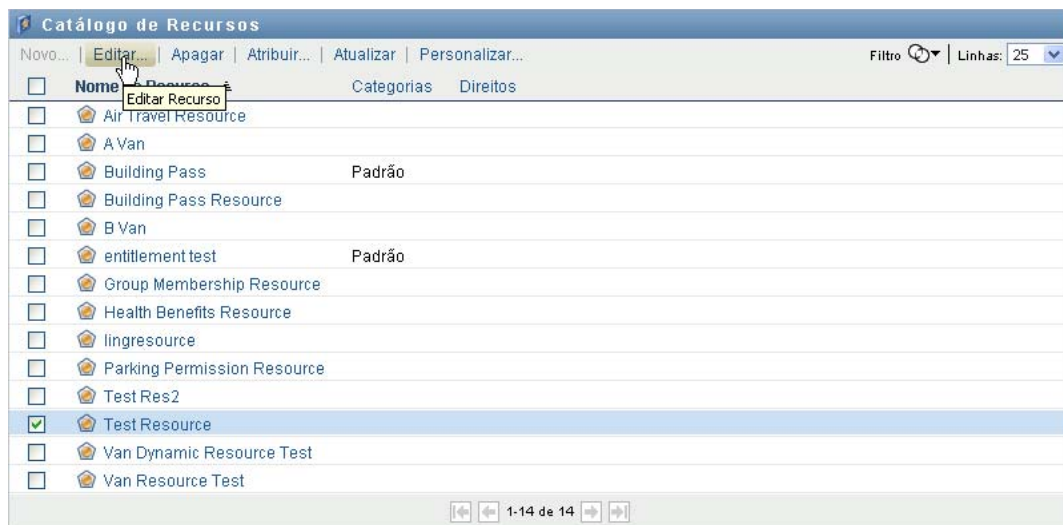 Catálogo de Recursos
Novo... | Editar... | Apagar | Atribuir... | Atualizar | Personalizar... Filtro | Linhas: 25
Nome Recurso Categorias Direitos
Editar Recurso
Air Travel Resource
A Van
Building Pass Padrão
Building Pass Resource
B Van
entitlement test Padrão
Group Membership Resource
Health Benefits Resource
lingresource
Parking Permission Resource
Test Res2
Test Resource
Van Dynamic Resource Test
Van Resource Test
1-14 de 14